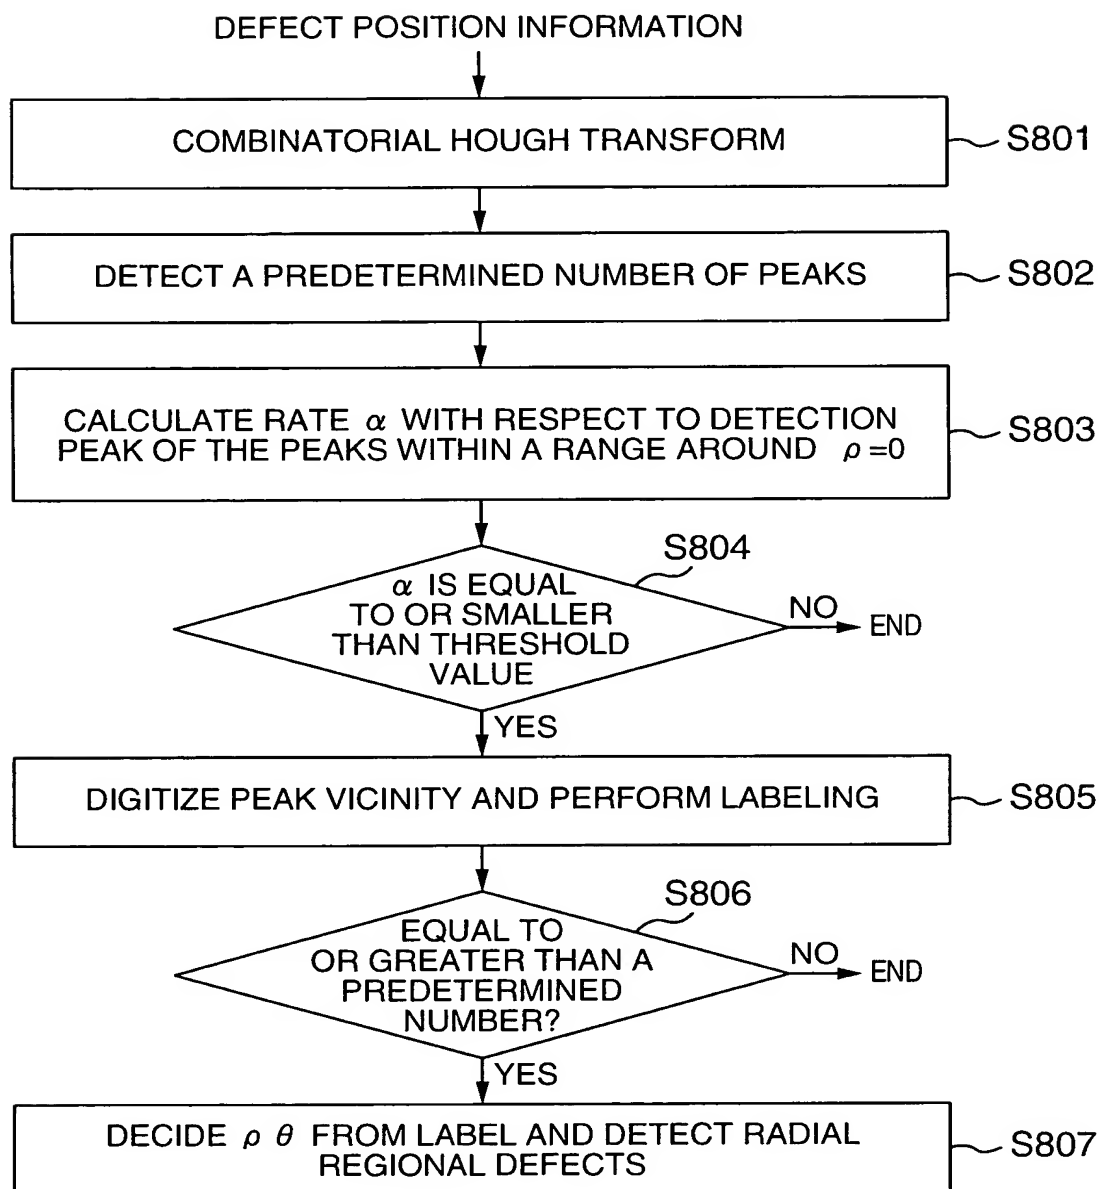 DEFECT POSITION INFORMATION
COMBINATORIAL HOUGH TRANSFORM
S801
DETECT A PREDETERMINED NUMBER OF PEAKS
S802
CALCULATE RATE α WITH RESPECT TO DETECTION
PEAK OF THE PEAKS WITHIN A RANGE AROUND ρ =0
S803
S804
α IS EQUAL
TO OR SMALLER
THAN THRESHOLD
VALUE
NO
END
YES
DIGITIZE PEAK VICINITY AND PERFORM LABELING
S805
S806
EQUAL TO
OR GREATER THAN A
PREDETERMINED
NUMBER?
NO
END
YES
DECIDE ρ θ FROM LABEL AND DETECT RADIAL
REGIONAL DEFECTS
S807